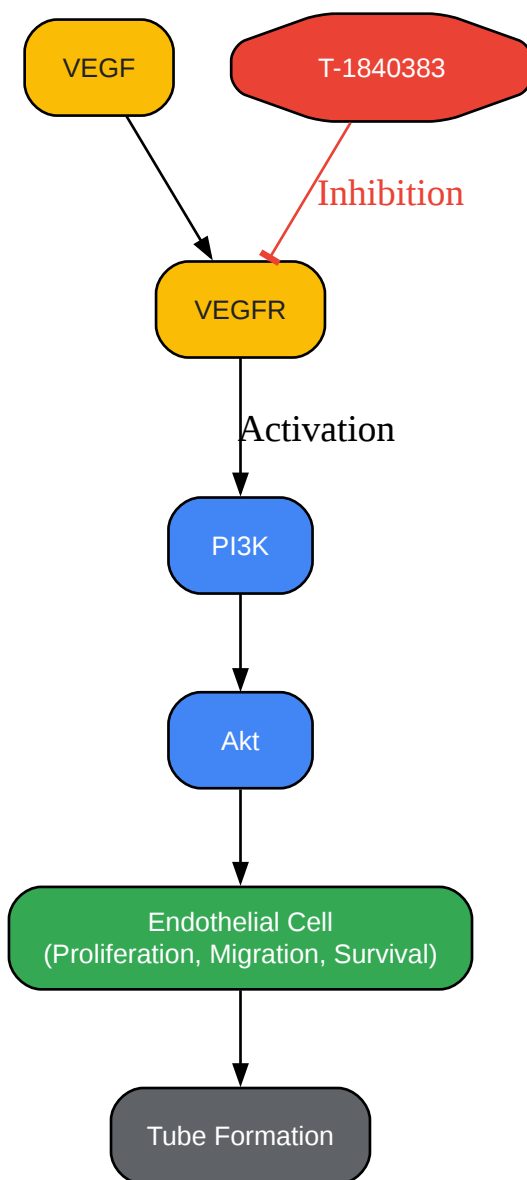 VEGF
T-1840383
Inhibition
VEGFR
Activation
PI3K
Akt
Endothelial Cell
(Proliferation, Migration, Survival)
Tube Formation